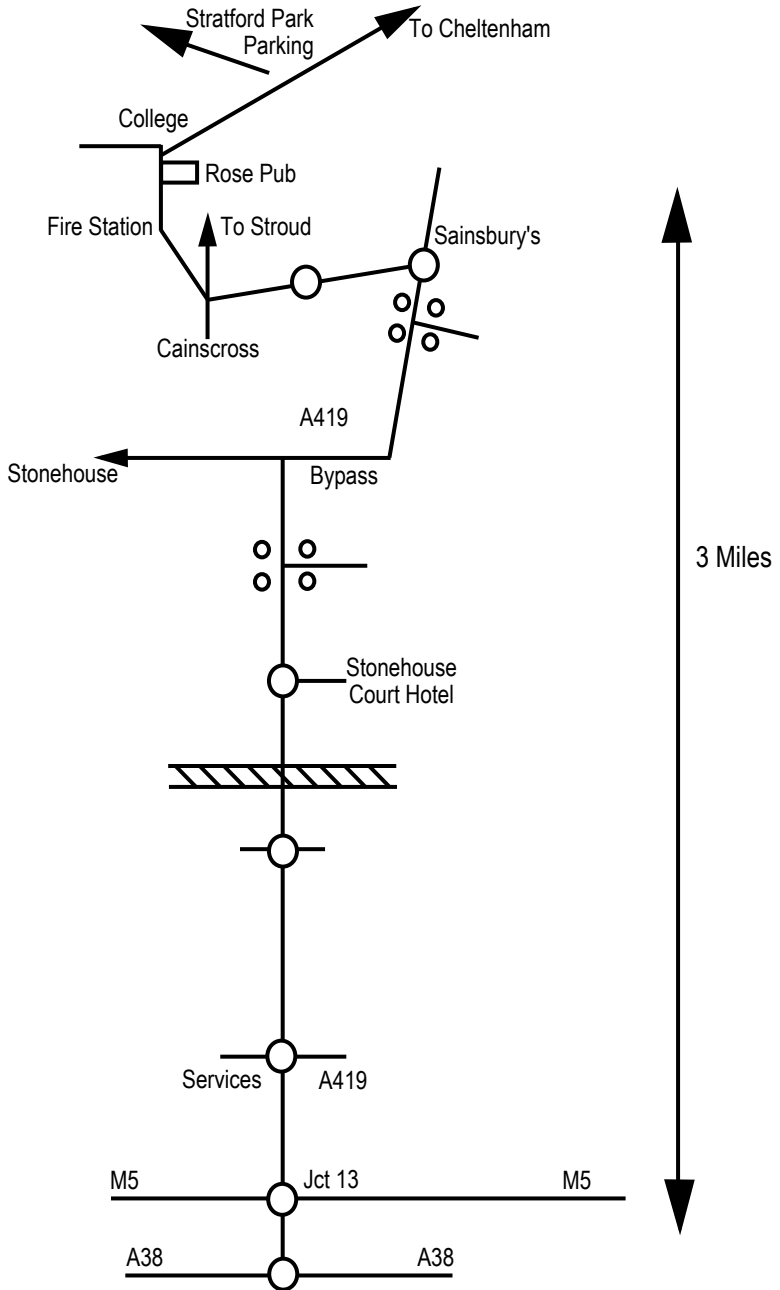 Stratford Park
Parking
To Cheltenham
College
Rose Pub
Fire Station
To Stroud
Sainsbury's
Cainscross
A419
Stonehouse
Bypass
3 Miles
Stonehouse
Court Hotel
Services
A419
M5
Jct 13
M5
A38
A38